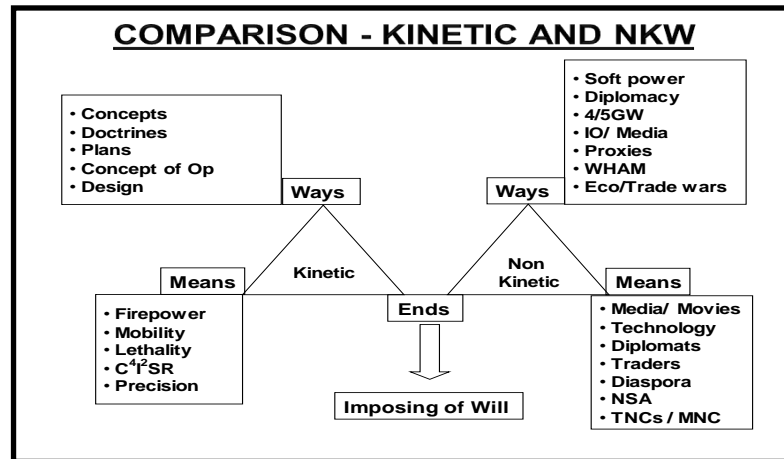 COMPARISON - KINETIC AND NKW
• Concepts
• Doctrines
• Plans
• Concept of Op
• Design
Ways
• Soft power
• Diplomacy
• 4/5GW
• IO/ Media
• Proxies
• WHAM
• Eco/Trade wars
Ways
Kinetic
Non
Kinetic
Means
• Firepower
• Mobility
• Lethality
• C⁴I²SR
• Precision
Ends
Imposing of Will
Means
• Media/ Movies
• Technology
• Diplomats
• Traders
• Diaspora
• NSA
• TNCs / MNC